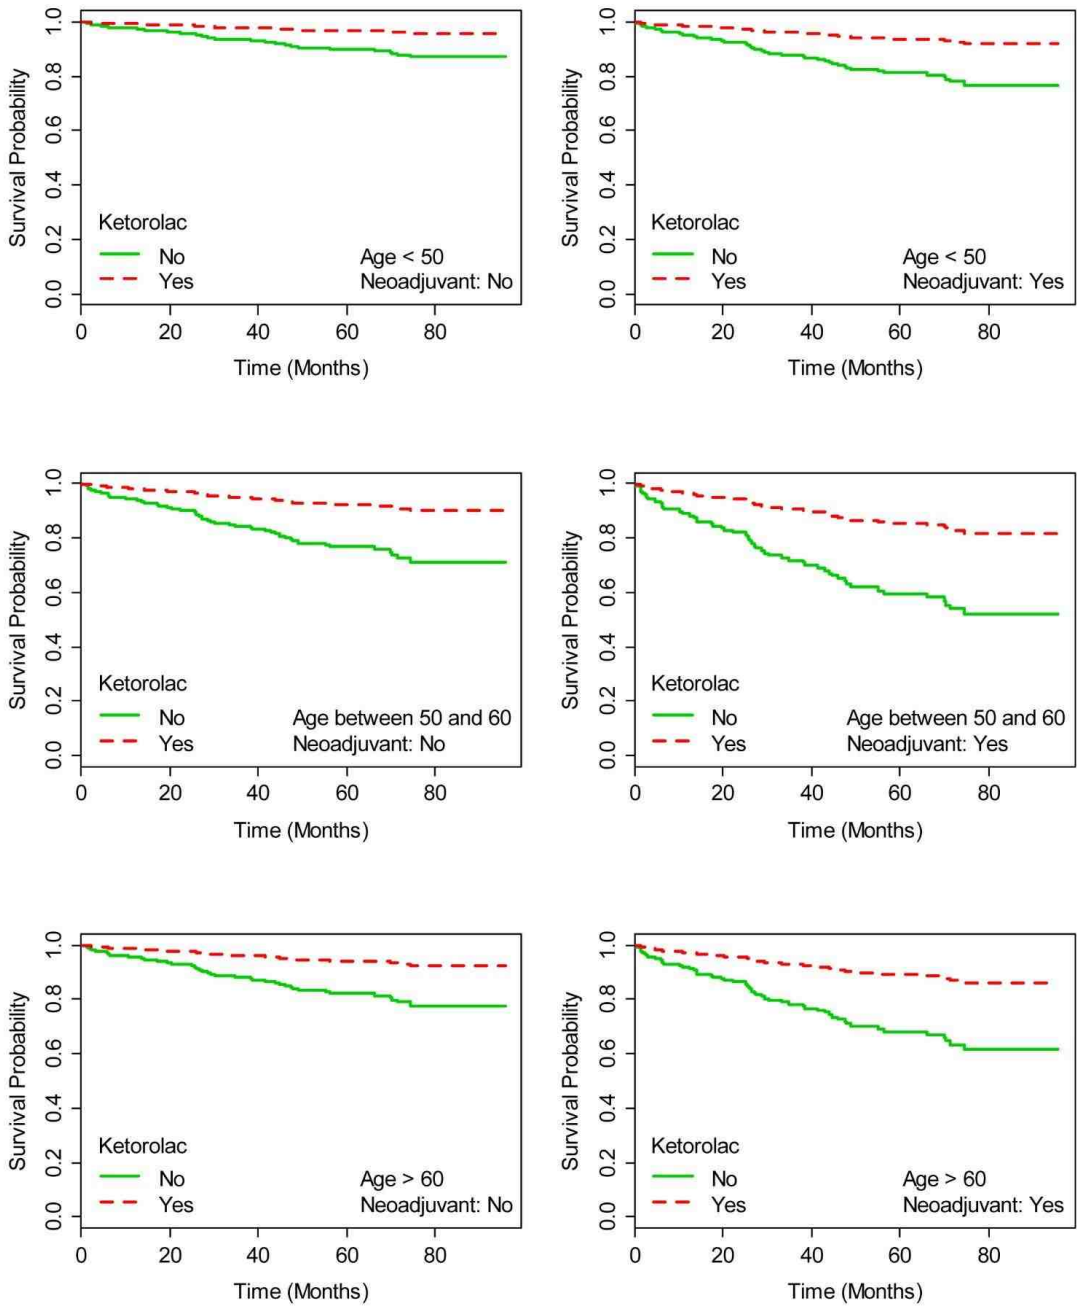 Survival Probability
1.0
0.8
0.6
0.4
0.2
0.0
Ketorolac
No
Yes
Age < 50
Neoadjuvant: No
0 20 40 60 80
Time (Months)
Survival Probability
1.0
0.8
0.6
0.4
0.2
0.0
Ketorolac
No
Yes
Age < 50
Neoadjuvant: Yes
0 20 40 60 80
Time (Months)
Survival Probability
1.0
0.8
0.6
0.4
0.2
0.0
Ketorolac
No
Yes
Age between 50 and 60
Neoadjuvant: No
0 20 40 60 80
Time (Months)
Survival Probability
1.0
0.8
0.6
0.4
0.2
0.0
Ketorolac
No
Yes
Age between 50 and 60
Neoadjuvant: Yes
0 20 40 60 80
Time (Months)
Survival Probability
1.0
0.8
0.6
0.4
0.2
0.0
Ketorolac
No
Yes
Age > 60
Neoadjuvant: No
0 20 40 60 80
Time (Months)
Survival Probability
1.0
0.8
0.6
0.4
0.2
0.0
Ketorolac
No
Yes
Age > 60
Neoadjuvant: Yes
0 20 40 60 80
Time (Months)